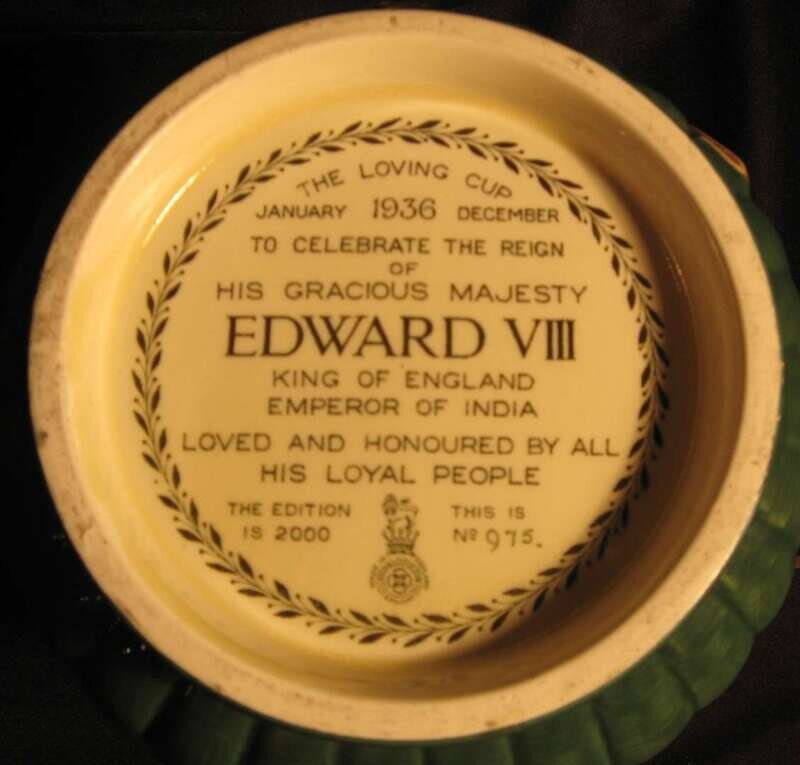 THE LOVING CUP
JANUARY 1936 DECEMBER
TO CELEBRATE THE REIGN
OF
HIS GRACIOUS MAJESTY
EDWARD VIII
KING OF ENGLAND
EMPEROR OF INDIA
LOVED AND HONOURED BY ALL
HIS LOYAL PEOPLE
THE EDITION
IS 2000
THIS IS
Nº 975.